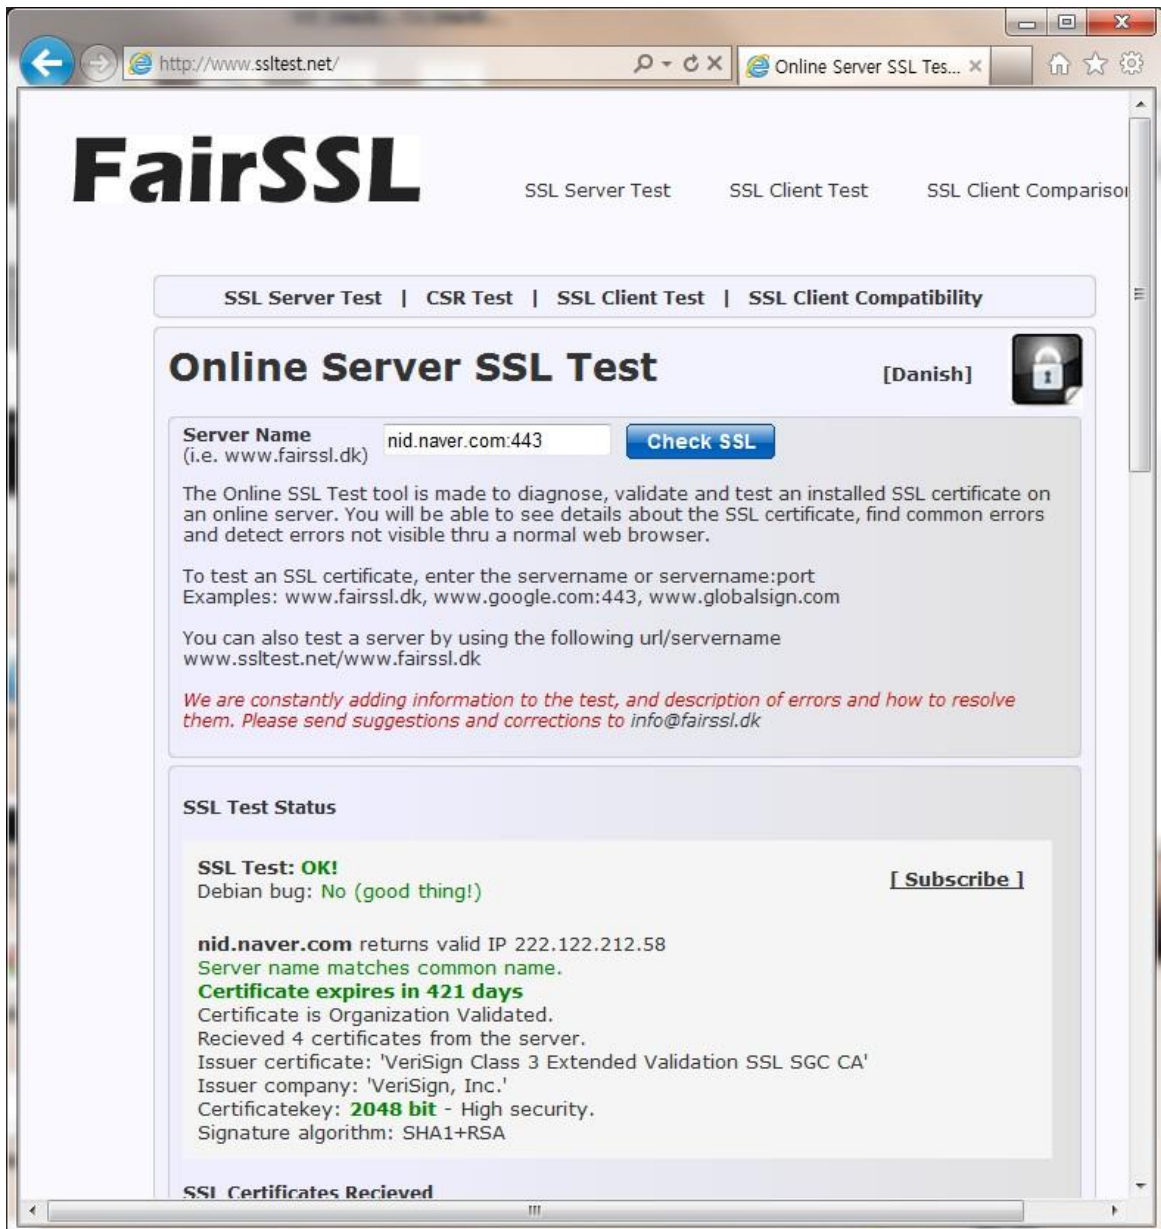 http://www.ssltest.net/
Online Server SSL Tes...
FairSSL
SSL Server Test SSL Client Test SSL Client Comparison
SSL Server Test | CSR Test | SSL Client Test | SSL Client Compatibility
Online Server SSL Test
[Danish]
Server Name
(i.e. www.fairssl.dk)
nid.naver.com:443
Check SSL
The Online SSL Test tool is made to diagnose, validate and test an installed SSL certificate on
an online server. You will be able to see details about the SSL certificate, find common errors
and detect errors not visible thru a normal web browser.
To test an SSL certificate, enter the servername or servername:port
Examples: www.fairssl.dk, www.google.com:443, www.globalsign.com
You can also test a server by using the following url/servername
www.ssltest.net/www.fairssl.dk
We are constantly adding information to the test, and description of errors and how to resolve
them. Please send suggestions and corrections to info@fairssl.dk
SSL Test Status
SSL Test: OK!
[ Subscribe ]
Debian bug: No (good thing!)
nid.naver.com returns valid IP 222.122.212.58
Server name matches common name.
Certificate expires in 421 days
Certificate is Organization Validated.
Recieved 4 certificates from the server.
Issuer certificate: 'VeriSign Class 3 Extended Validation SSL SGC CA'
Issuer company: 'VeriSign, Inc.'
Certificatekey: 2048 bit - High security.
Signature algorithm: SHA1+RSA
SSL Certificates Recieved